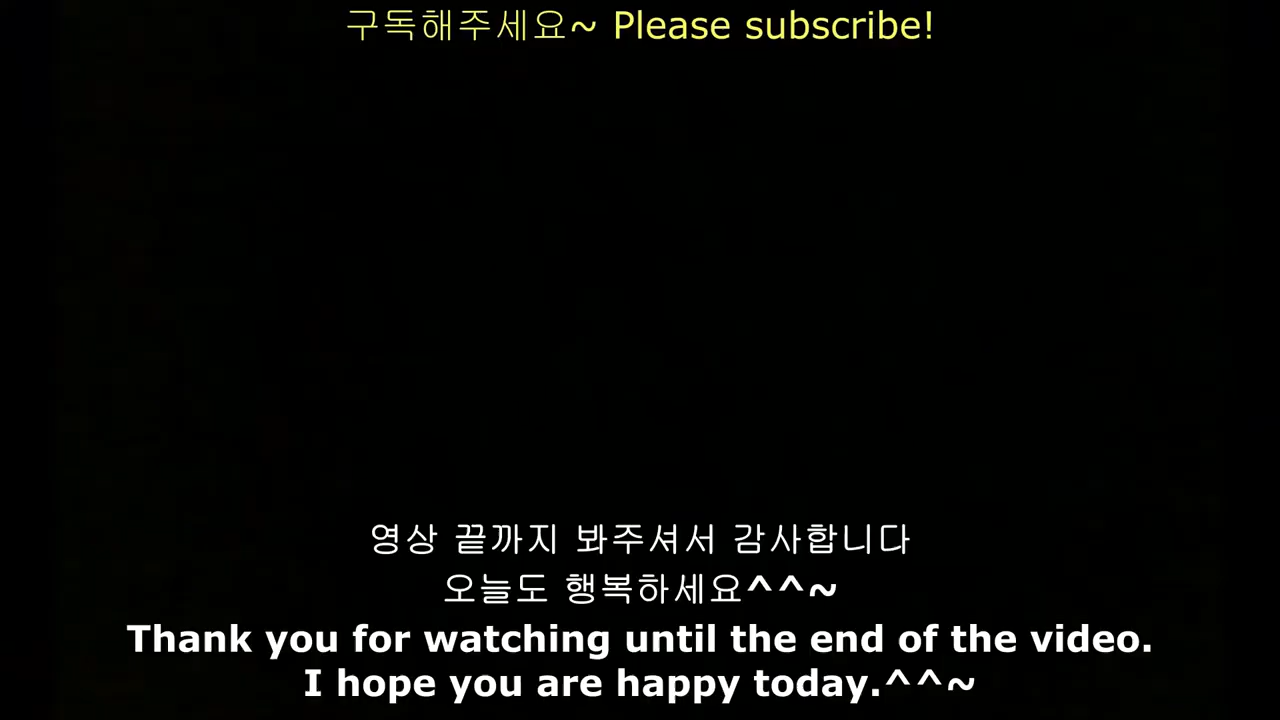 구독해주세요~ Please subscribe!
영상 끝까지 봐주셔서 감사합니다
오늘도 행복하세요^^~
Thank you for watching until the end of the video.
I hope you are happy today.^^~